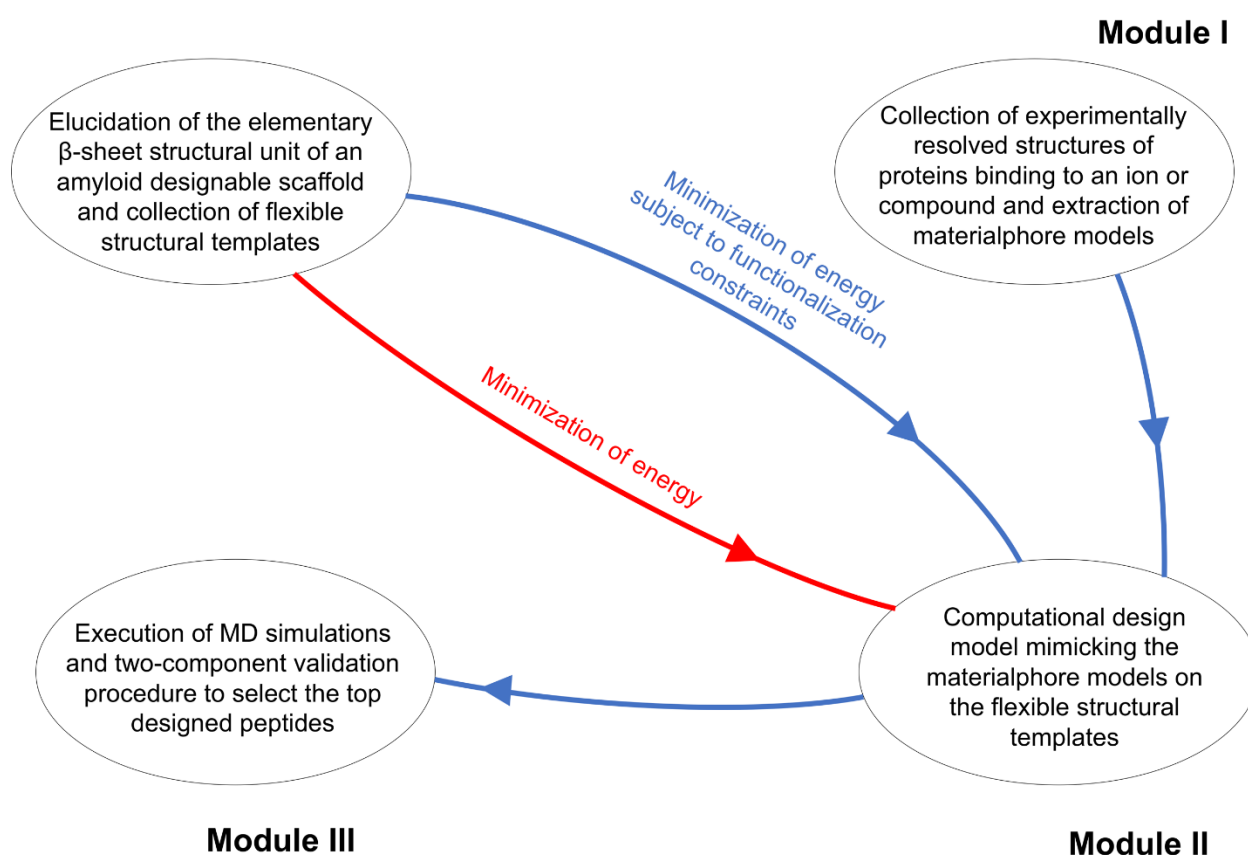 Module I
Elucidation of the elementary
β-sheet structural unit of an
amyloid designable scaffold
and collection of flexible
structural templates
Collection of experimentally
resolved structures of
proteins binding to an ion or
compound and extraction of
materialphore models
Minimization of energy
subject to functionalization
constraints
Minimization of energy
Execution of MD simulations
and two-component validation
procedure to select the top
designed peptides
Computational design
model mimicking the
materialphore models on
the flexible structural
templates
Module III
Module II